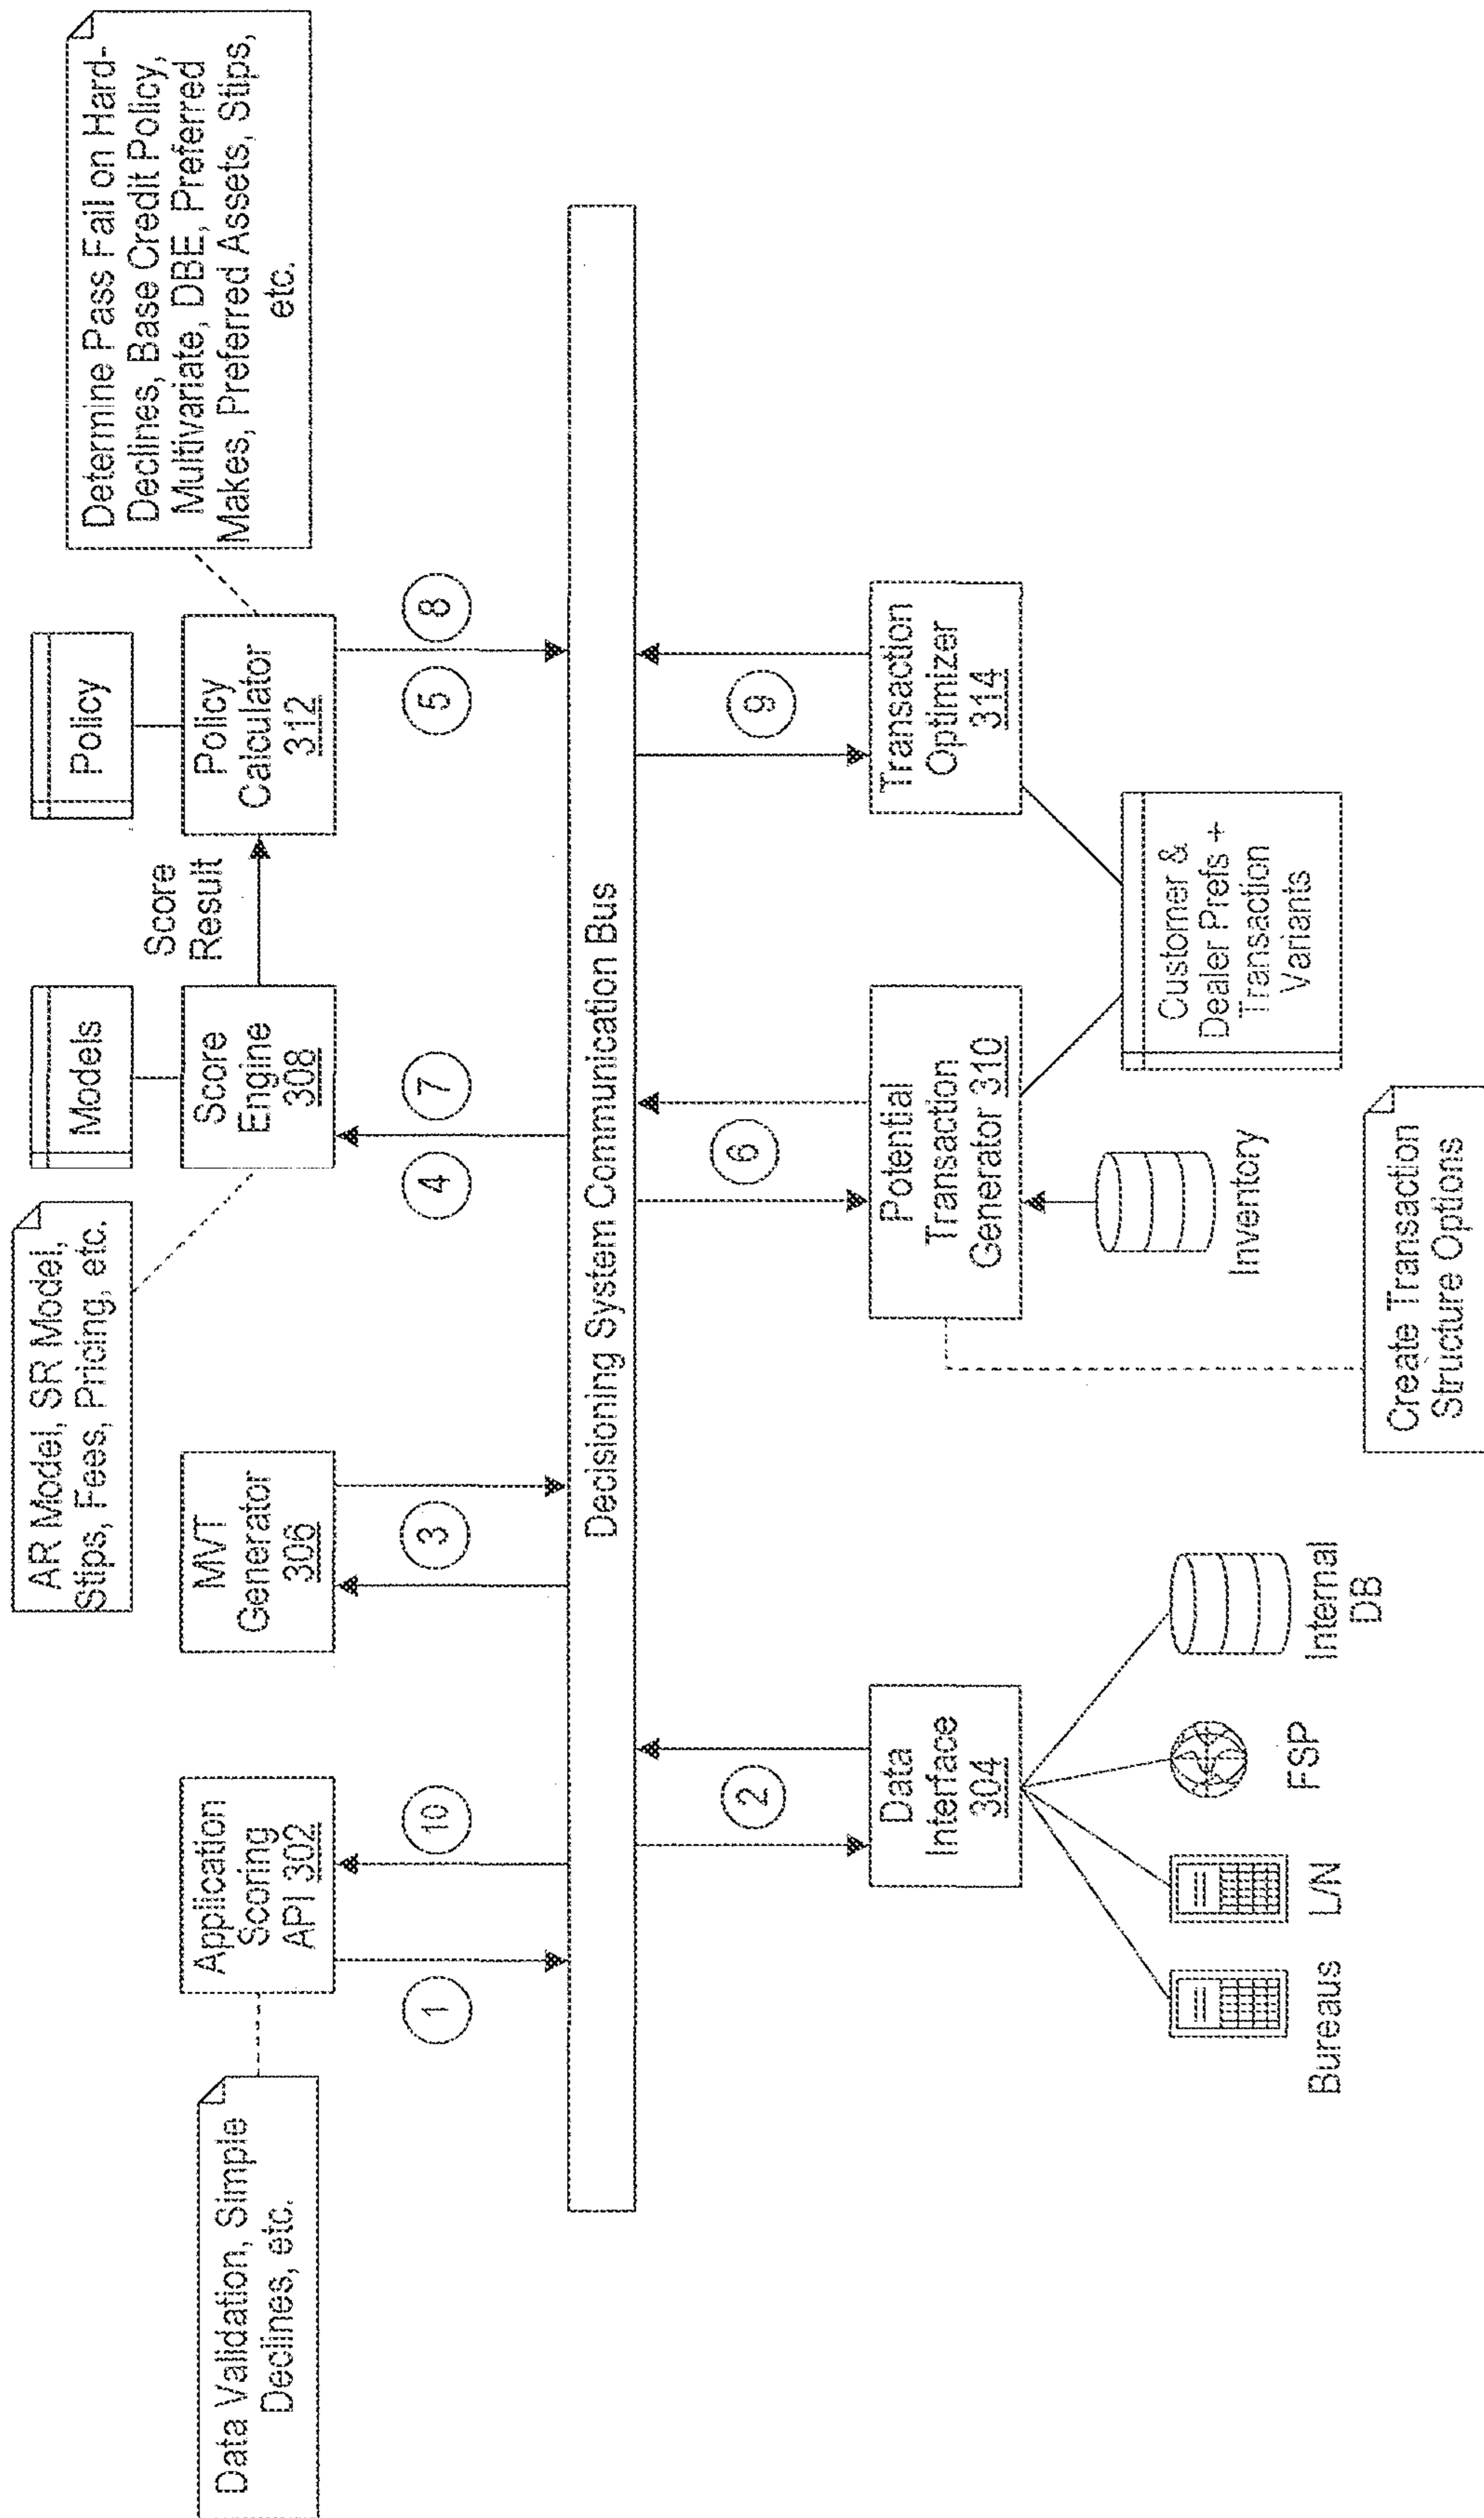 Data Validation, Simple
Declines, etc.
Application
Scoring
API 302
1
10
MVT
Generator
306
3
AR Model, SR Model,
Stips, Fees, Pricing, etc.
Models
Score
Engine
308
4
7
Score
Result
Policy
Policy
Calculator
312
5
8
Determine Pass Fail on Hard-
Declines, Base Credit Policy,
Multivariate, DBE, Preferred
Makes, Preferred Assets, Stips,
etc.
Decisioning System Communication Bus
2
Data
Interface
304
Bureaus
L/N
FSP
Internal
DB
6
Potential
Transaction
Generator 310
Inventory
Create Transaction
Structure Options
9
Transaction
Optimizer
314
Customer &
Dealer Prefs +
Transaction
Variants